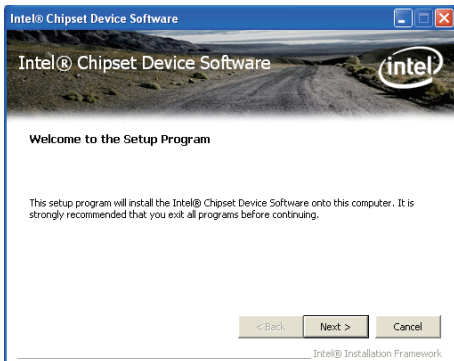 Intel® Chipset Device Software
Intel® Chipset Device Software
intel
Welcome to the Setup Program
This setup program will install the Intel® Chipset Device Software onto this computer. It is
strongly recommended that you exit all programs before continuing.
< Back
Next >
Cancel
Intel® Installation Framework